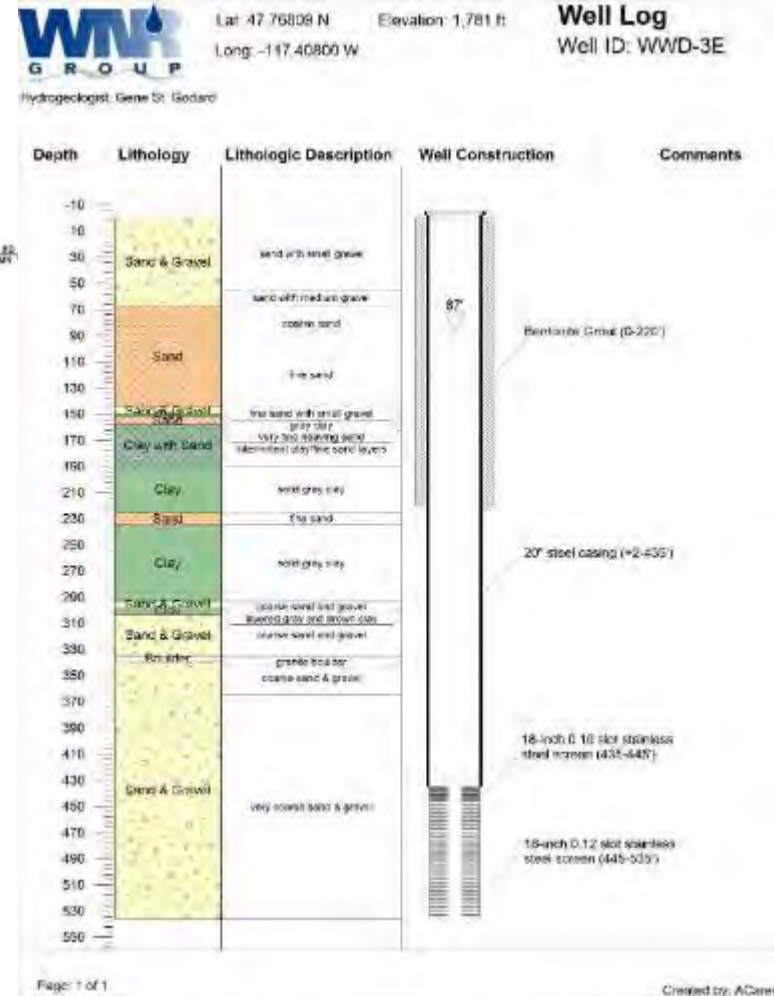 WNR
GROUP
Lat: 47.76809 N
Elevation: 1,781 ft
Long: -117.40800 W
Well Log
Well ID: WWD-3E
Hydrogeologist: Gene St. Godard
Depth
Lithology
Lithologic Description
Well Construction
Comments
-10
10
30
50
70
90
110
130
150
170
190
210
230
250
270
290
310
330
350
370
390
410
430
450
470
490
510
530
550
Sand & Gravel
Sand
Sand & Gravel
Sand
Clay with Sand
Clay
Sand
Clay
Sand & Gravel
Clay
Sand & Gravel
Boulder
Sand & Gravel
sand with small gravel
sand with medium gravel
coarse sand
fine sand
fine sand with small gravel
gray clay
very fine heaving sand
interbedded clay/fine sand layers
solid gray clay
fine sand
solid gray clay
coarse sand and gravel
layered gray and brown clay
coarse sand and gravel
granite boulder
coarse sand & gravel
very coarse sand & gravel
87'
Bentonite Grout (0-220')
20" steel casing (+2-435')
18-inch 0.10 slot stainless
steel screen (435-445')
18-inch 0.12 slot stainless
steel screen (445-535')
Page: 1 of 1
Created by: